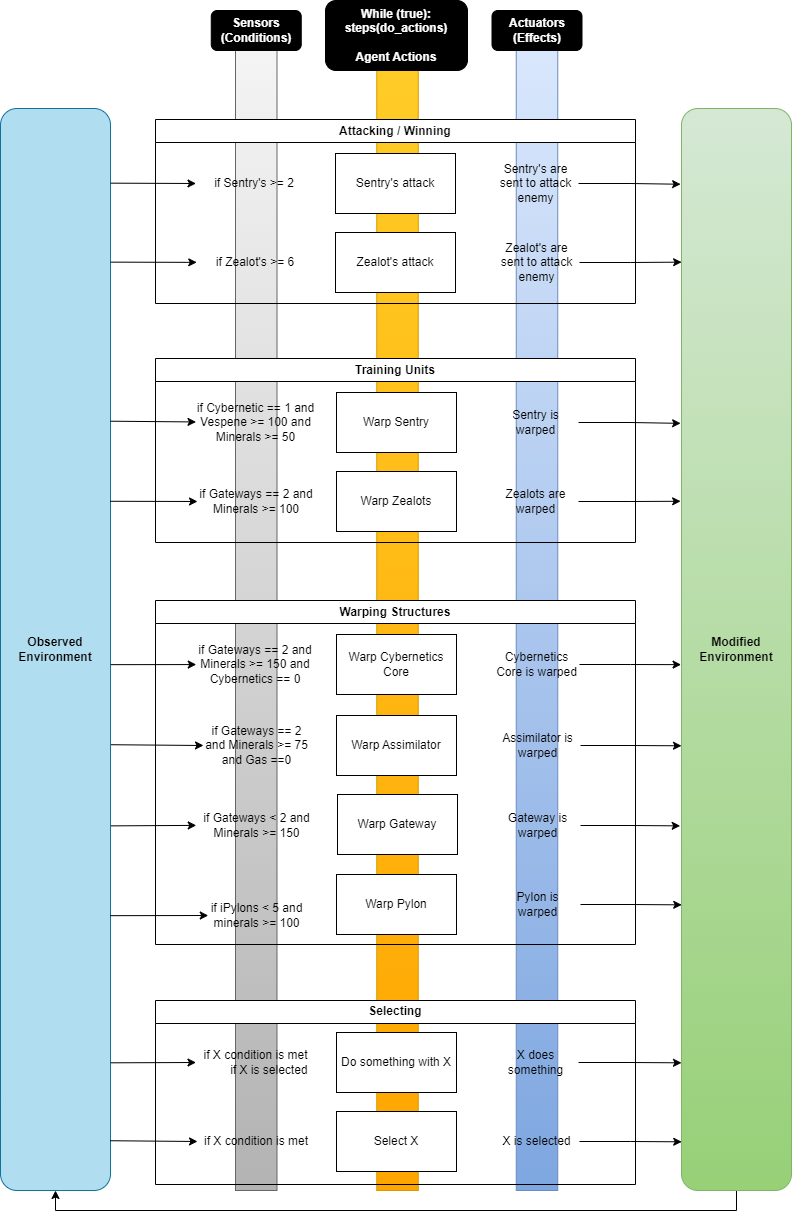 Sensors
(Conditions)
While (true):
steps(do_actions)
Agent Actions
Actuators
(Effects)
Observed
Environment
Modified
Environment
Attacking / Winning
if Sentry's >= 2
Sentry's attack
Sentry's are
sent to attack
enemy
if Zealot's >= 6
Zealot's attack
Zealot's are
sent to attack
enemy
Training Units
if Cybernetic == 1 and
Vespene >= 100 and
Minerals >= 50
Warp Sentry
Sentry is
warped
if Gateways == 2 and
Minerals >= 100
Warp Zealots
Zealots are
warped
Warping Structures
if Gateways == 2 and
Minerals >= 150 and
Cybernetics == 0
Warp Cybernetics
Core
Cybernetics
Core is warped
if Gateways == 2
and Minerals >= 75
and Gas ==0
Warp Assimilator
Assimilator is
warped
if Gateways < 2 and
Minerals >= 150
Warp Gateway
Gateway is
warped
if iPylons < 5 and
minerals >= 100
Warp Pylon
Pylon is
warped
Selecting
if X condition is met
if X is selected
Do something with X
X does
something
if X condition is met
Select X
X is selected